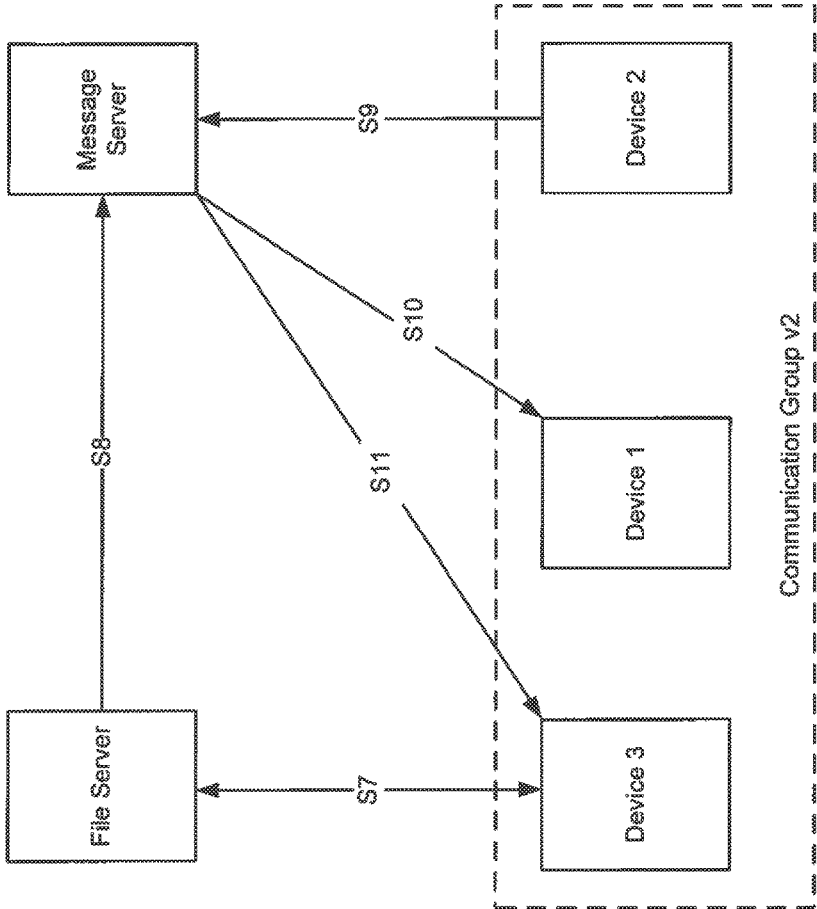 File Server
S8
Message
Server
S7
S11
S10
S9
Device 3
Device 1
Device 2
Communication Group v2